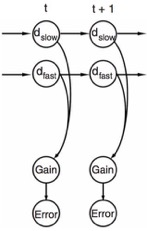 t t + 1
d_slow d_slow
d_fast d_fast
Gain Gain
Error Error